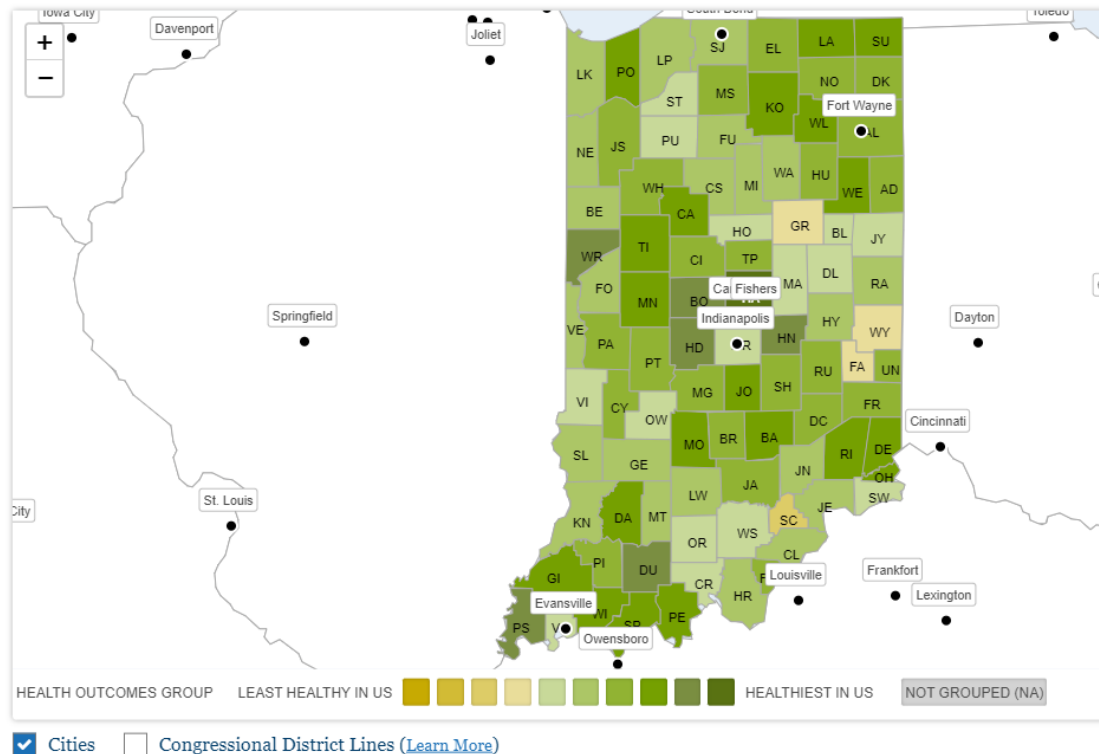 Iowa City
South Bend
Toledo
+
Davenport
Joliet
−
LK
PO
LP
SJ
EL
LA
SU
ST
MS
KO
NO
DK
Fort Wayne
WL
AL
NE
JS
PU
FU
WH
CS
MI
WA
HU
WE
AD
BE
CA
HO
GR
BL
JY
WR
TI
CI
TP
MA
DL
RA
FO
MN
BO
Fishers
Springfield
Indianapolis
HY
Dayton
VE
PA
PT
HD
HN
WY
RU
FA
UN
VI
CY
OW
MG
JO
SH
FR
DC
Cincinnati
SL
GE
MO
BR
BA
RI
DE
JN
OH
St. Louis
City
KN
DA
MT
LW
JA
JE
SW
SC
WS
OR
CL
GI
PI
DU
CR
HR
Louisville
Frankfort
Lexington
PS
Evansville
WI
SP
PE
Owensboro
HEALTH OUTCOMES GROUP LEAST HEALTHY IN US HEALTHIEST IN US NOT GROUPED (NA)
Cities Congressional District Lines (Learn More)